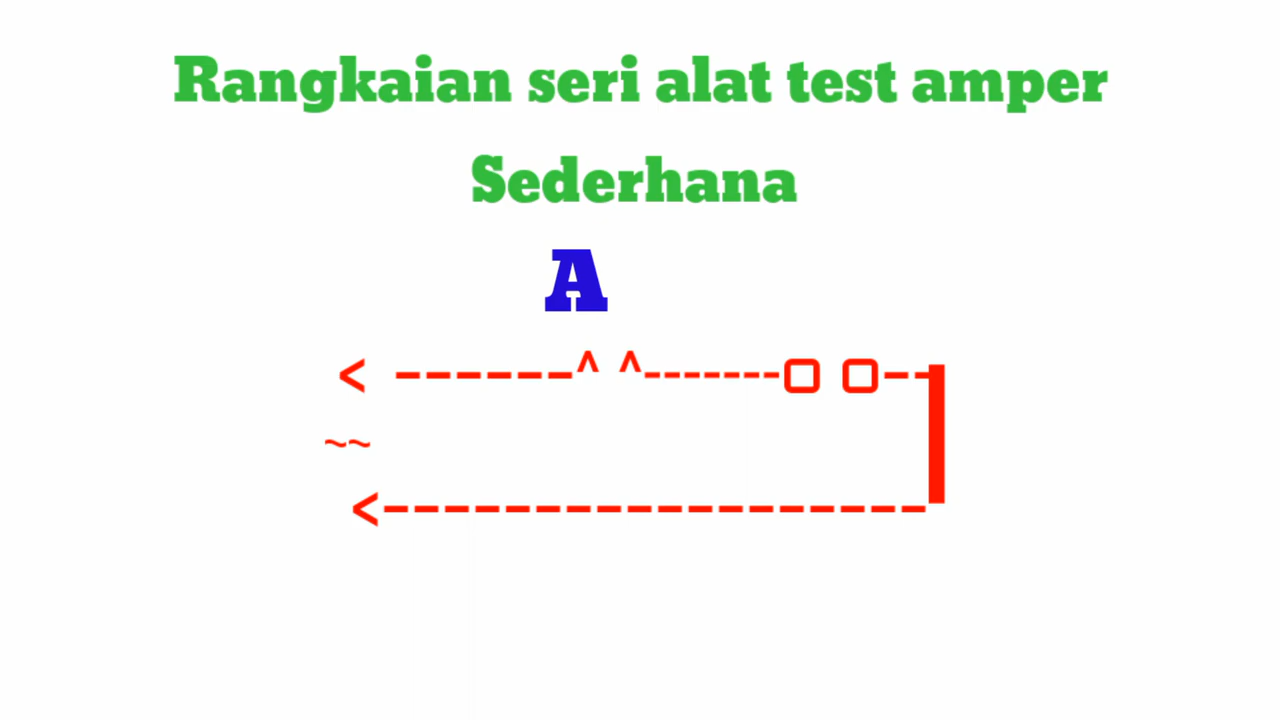 Rangkaian seri alat test amper
Sederhana
A
< ------^ ^-------□ □--
~~
<------------------